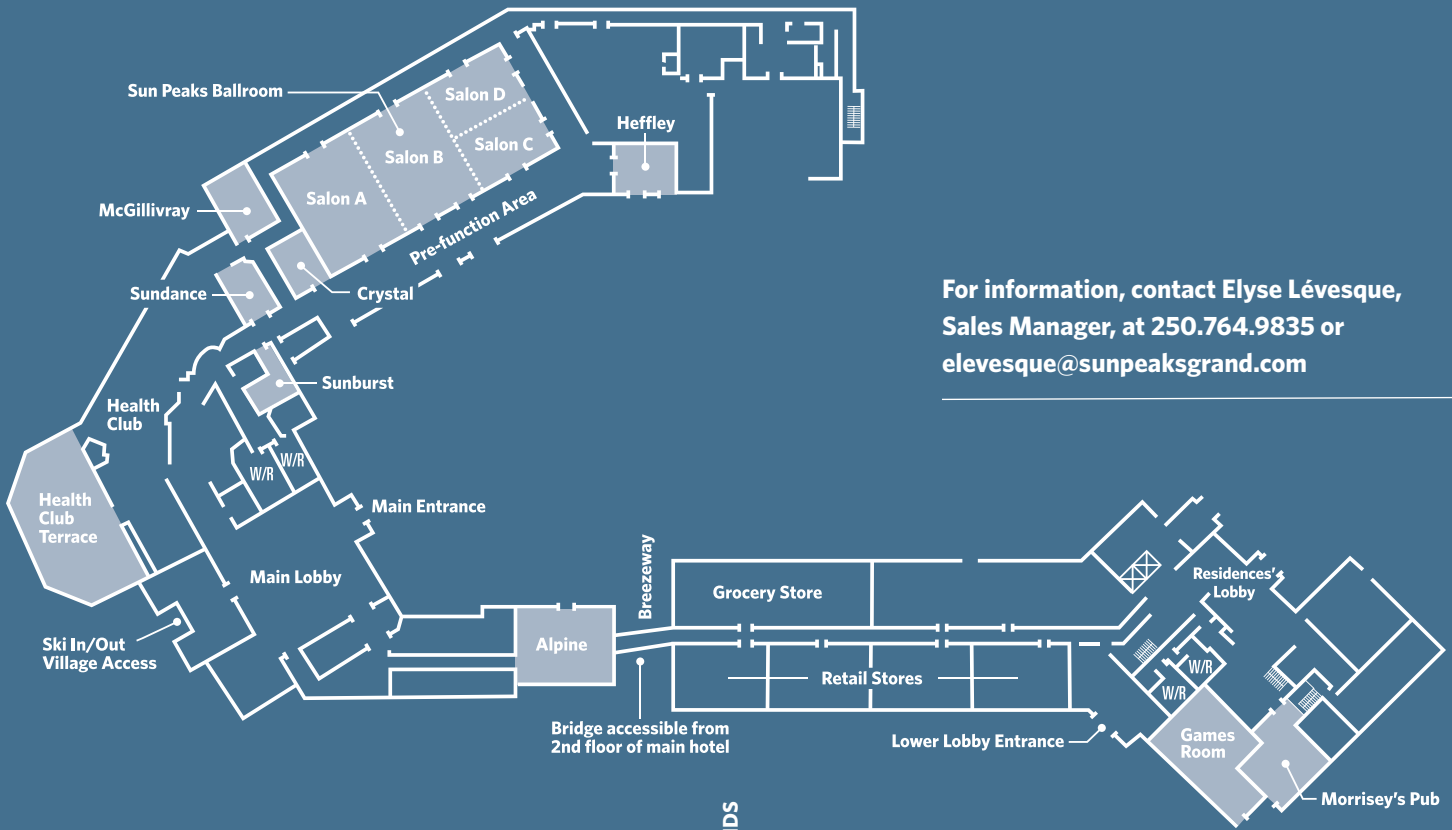 Sun Peaks Ballroom
Salon D
Salon C
Salon B
Salon A
Heffley
McGillivray
Pre-function Area
Sundance
Crystal
Sunburst
For information, contact Elyse Lévesque,
Sales Manager, at 250.764.9835 or
elevesque@sunpeaksgrand.com
Health
Club
W/R
W/R
Health
Club
Terrace
Main Entrance
Main Lobby
Ski In/Out
Village Access
Alpine
Breezeway
Grocery Store
Retail Stores
Bridge accessible from
2nd floor of main hotel
Lower Lobby Entrance
Residences'
Lobby
W/R
W/R
Games
Room
Morrisey's Pub